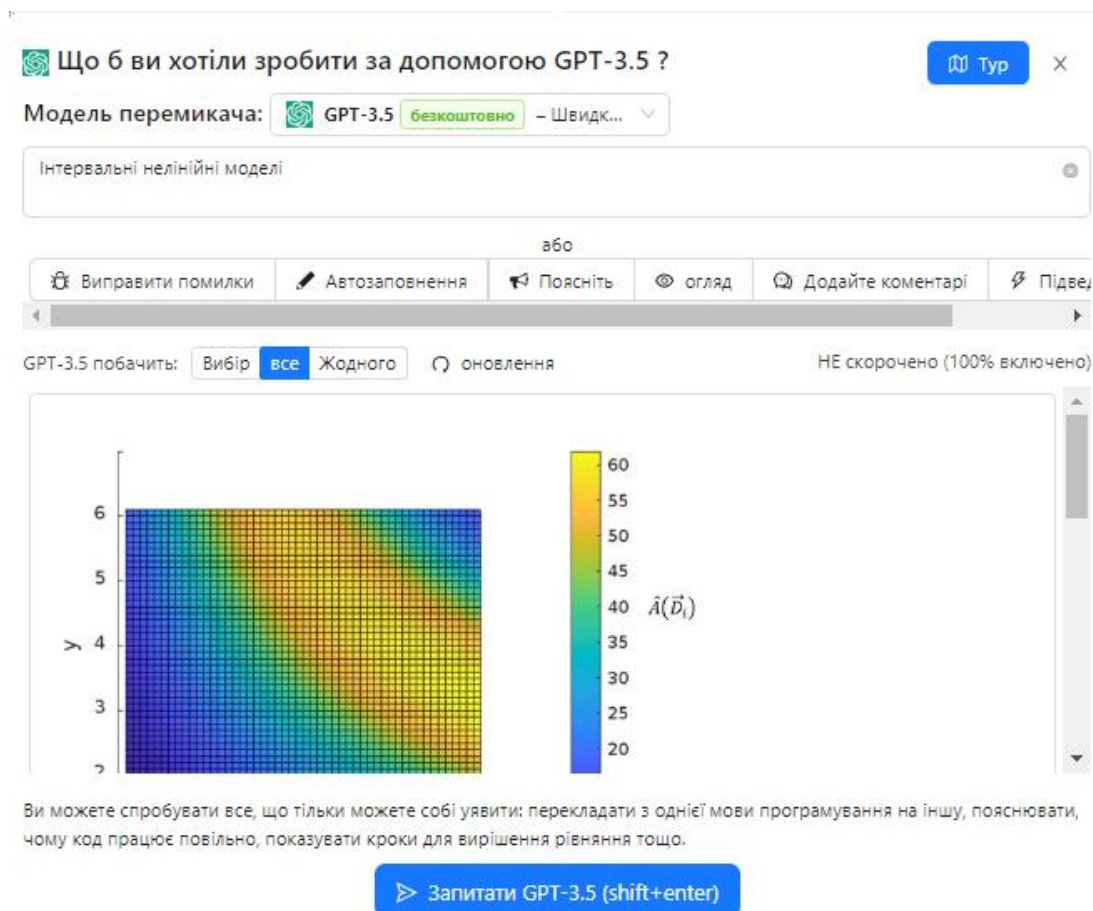 Що б ви хотіли зробити за допомогою GPT-3.5 ?
Тур
Модель перемикача: GPT-3.5 безкоштовно – Швидк...
Інтервальні нелінійні моделі
або
Виправити помилки Автозаповнення Поясніть огляд Додайте коментарі Підвед
GPT-3.5 побачить: Вибір все Жодного оновлення НЕ скорочено (100% включено)
60
55
6
50
45
5
40 Â(D⃗ᵢ)
y 4
35
30
3
25
20
2
Ви можете спробувати все, що тільки можете собі уявити: перекладати з однієї мови програмування на іншу, пояснювати,
чому код працює повільно, показувати кроки для вирішення рівняння тощо.
Запитати GPT-3.5 (shift+enter)